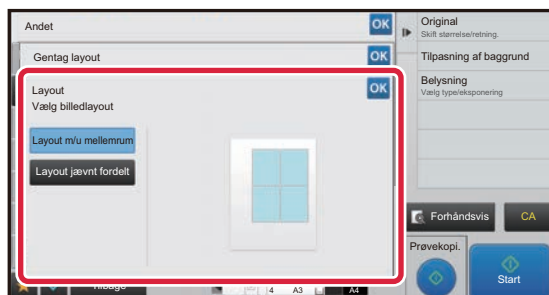 Andet
OK
Gentag layout
OK
Layout
OK
Vælg billedlayout
Layout m/u mellemrum
Layout jævnt fordelt
Original
Skift størrelse/retning.
Tilpasning af baggrund
Belysning
Vælg type/eksponering
Forhåndsvis
CA
Prøvekopi.
Start
4
A3
A4